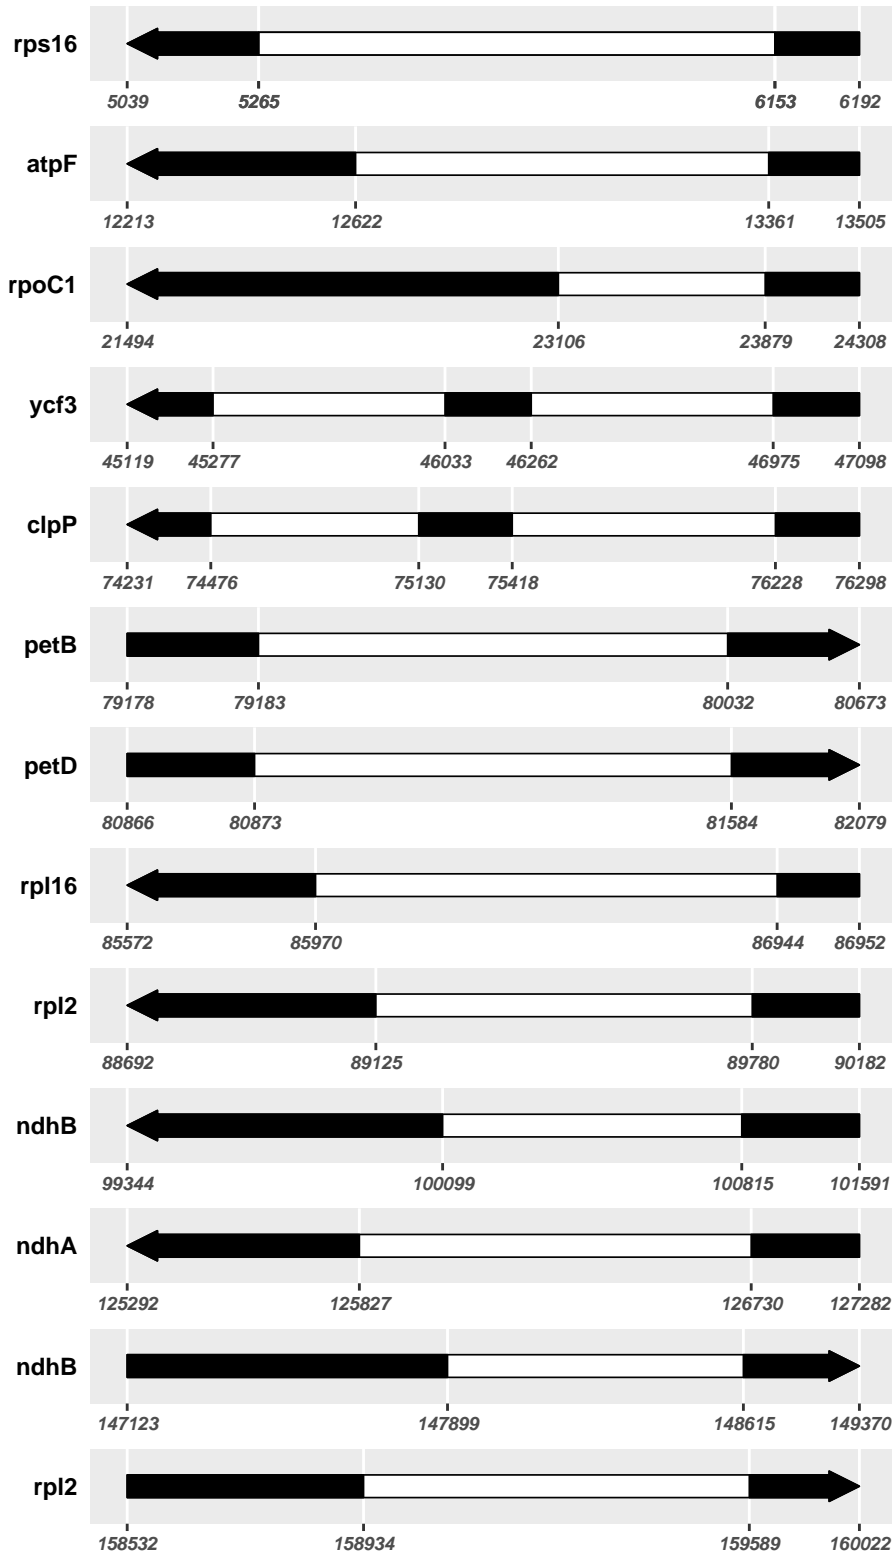 rps16
5039 5265 6153 6192
atpF
12213 12622 13361 13505
rpoC1
21494 23106 23879 24308
ycf3
45119 45277 46033 46262 46975 47098
clpP
74231 74476 75130 75418 76228 76298
petB
79178 79183 80032 80673
petD
80866 80873 81584 82079
rpl16
85572 85970 86944 86952
rpl2
88692 89125 89780 90182
ndhB
99344 100099 100815 101591
ndhA
125292 125827 126730 127282
ndhB
147123 147899 148615 149370
rpl2
158532 158934 159589 160022